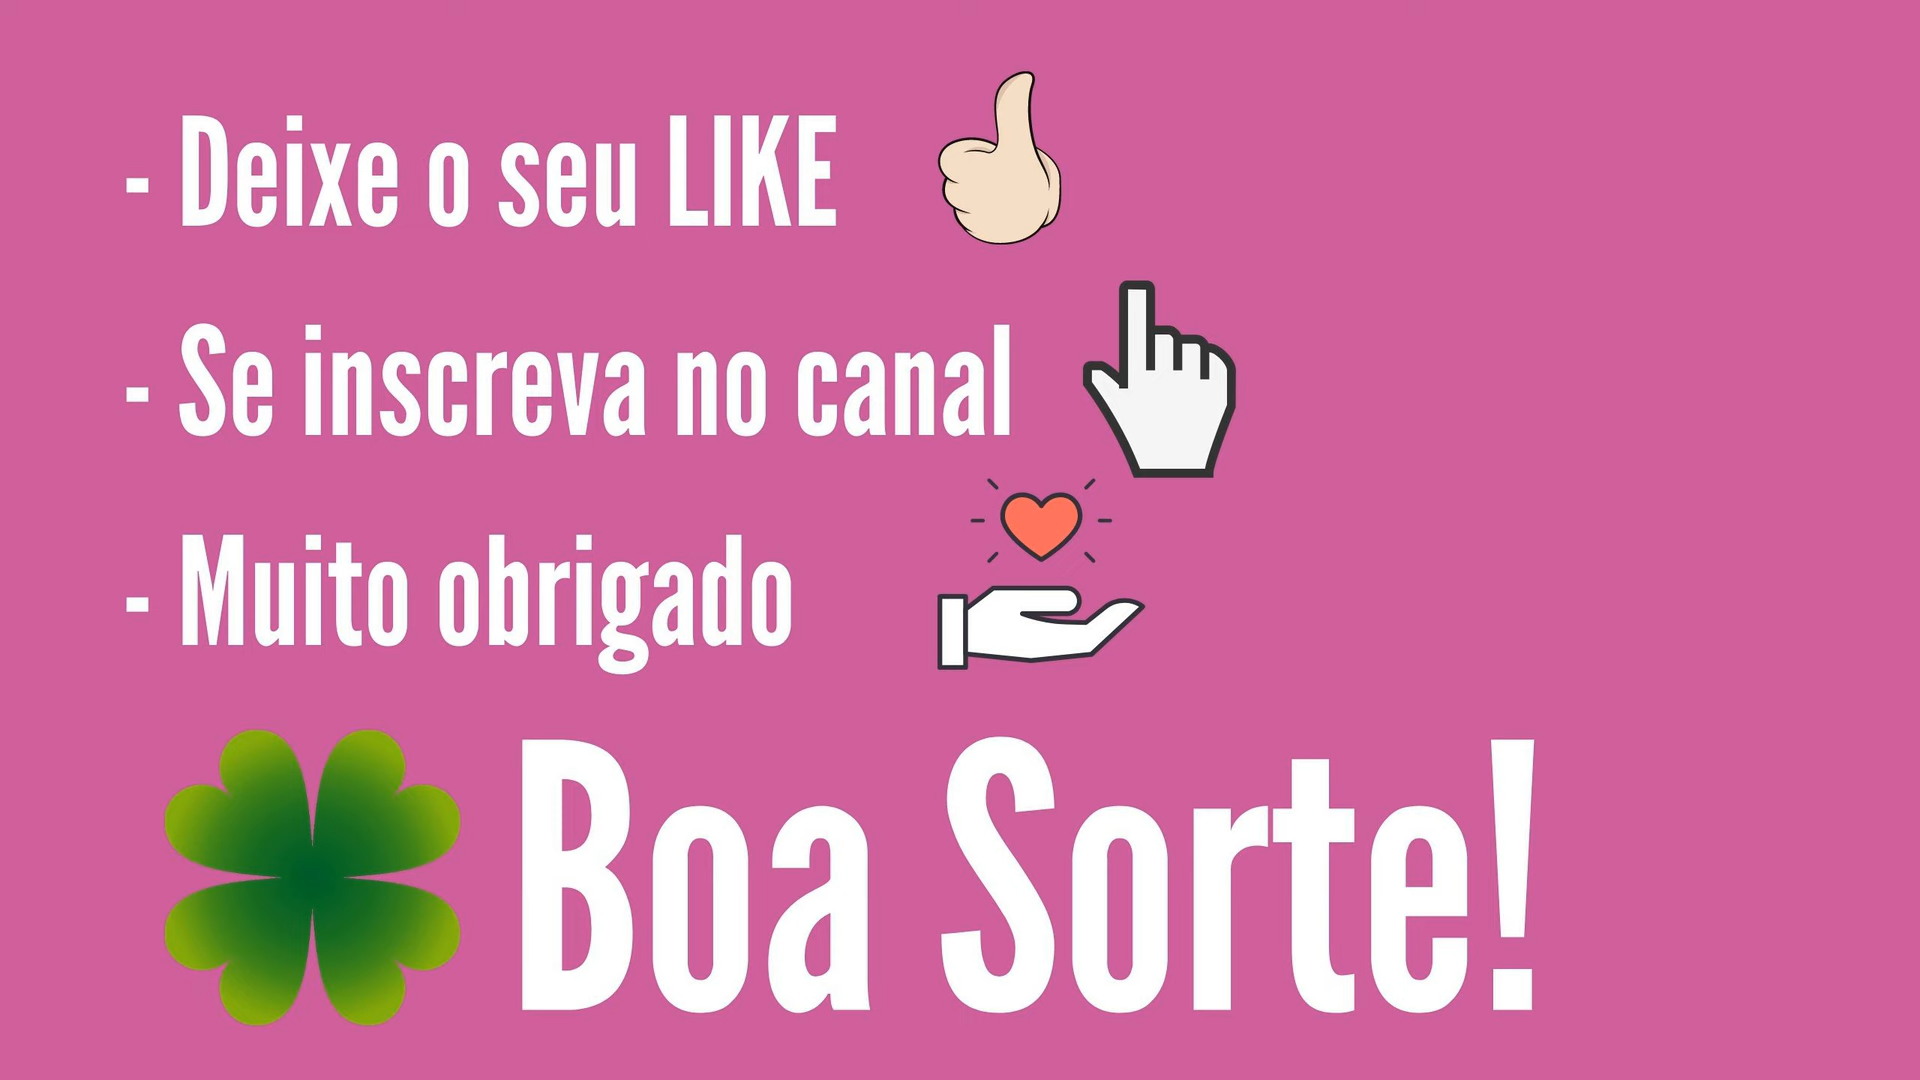 - Deixe o seu LIKE
- Se inscreva no canal
- Muito obrigado
Boa Sorte!